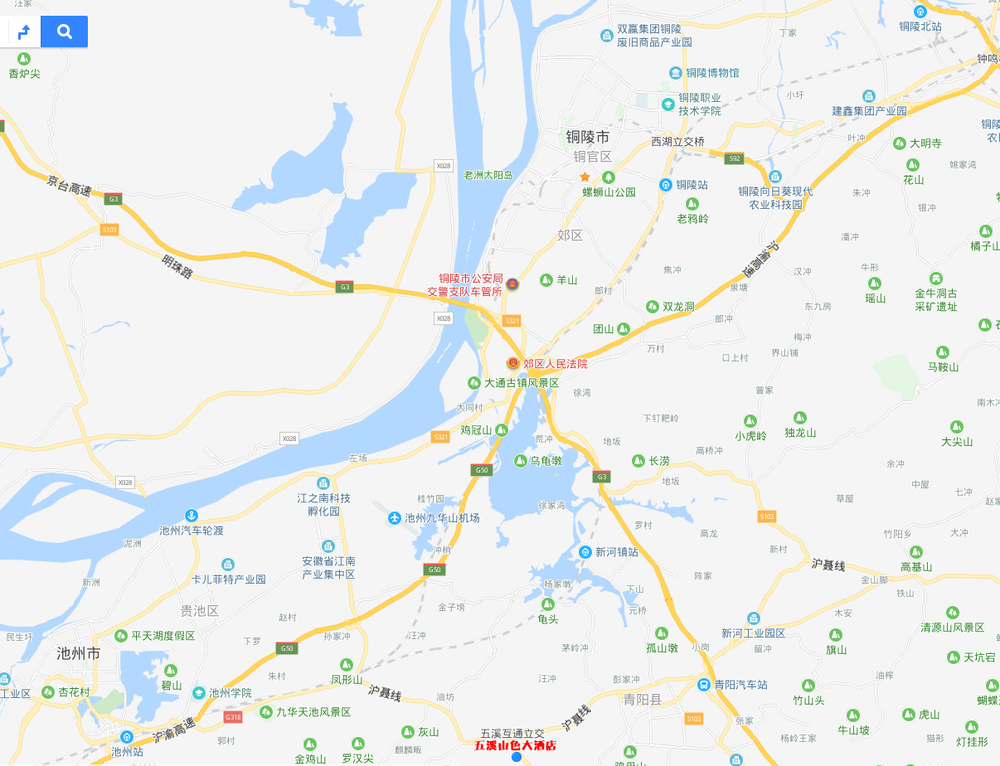 汪家
铜陵北站
双赢集团铜陵
废旧商品产业园
丁家
香炉尖
铜陵博物馆
铜陵职业
技术学院
小圩
建鑫集团产业园
铜陵市
铜官区
西湖立交桥
叶冲
大明寺
S92
X028
老洲太阳岛
螺蛳山公园
铜陵站
铜陵向日葵现代
农业科技园
花山
姚家湾
朱冲
京台高速
G3
S103
老鸦岭
银冲
郊区
潘冲
明珠路
沪渝高速
焦冲
汉冲
牛形
铜陵市公安局
交警支队车管所
羊山
郎村
泉塘
瑶山
金牛洞古
采矿遗址
G3
X028
S321
双龙洞
郎冲
东九房
团山
万村
口上村
梅冲
界山铺
马鞍山
郊区人民法院
大通古镇风景区
徐湾
曾家
大同村
下钉耙岭
小虎岭
独龙山
大尖山
鸡冠山
荒冲
地坂
高桥冲
X028
S321
左场
乌龟墩
长涝
地坂
余冲
中屋
七冲
G50
G3
X028
江之南科技
孵化园
桂竹园
徐家湾
草屋
S103
池州汽车轮渡
池州九华山机场
罗村
高龙
竹阳乡
大冲
泥洲
冲梢
新河镇站
新村
安徽省江南
产业集中区
沪聂线
高基山
卡儿菲特产业园
G50
新洲
杨家墩
下山
陈家
金山脚
铁山
贵池区
赵村
金子塝
龟头
元桥
木安
新河工业园区
清源山风景区
民生圩
平天湖度假区
下罗
孙家冲
汪冲
茅岭冲
孤山墩
小岗
留冲
旗山
池州市
G50
天坑宕
碧山
朱村
凤形山
汪冲
彭家冲
油榨
工业区
杏花村
池州学院
沪聂线
油坊
青阳县
青阳汽车站
竹山头
G318
九华天池风景区
沪聂线
S103
张家
牛山坡
虎山
沪渝高速
郭村
灰山
五溪互通立交
五溪山色大酒店
杨岭王家
猫形
灯挂形
池州站
金鸡山
罗汉尖
麒麟畈